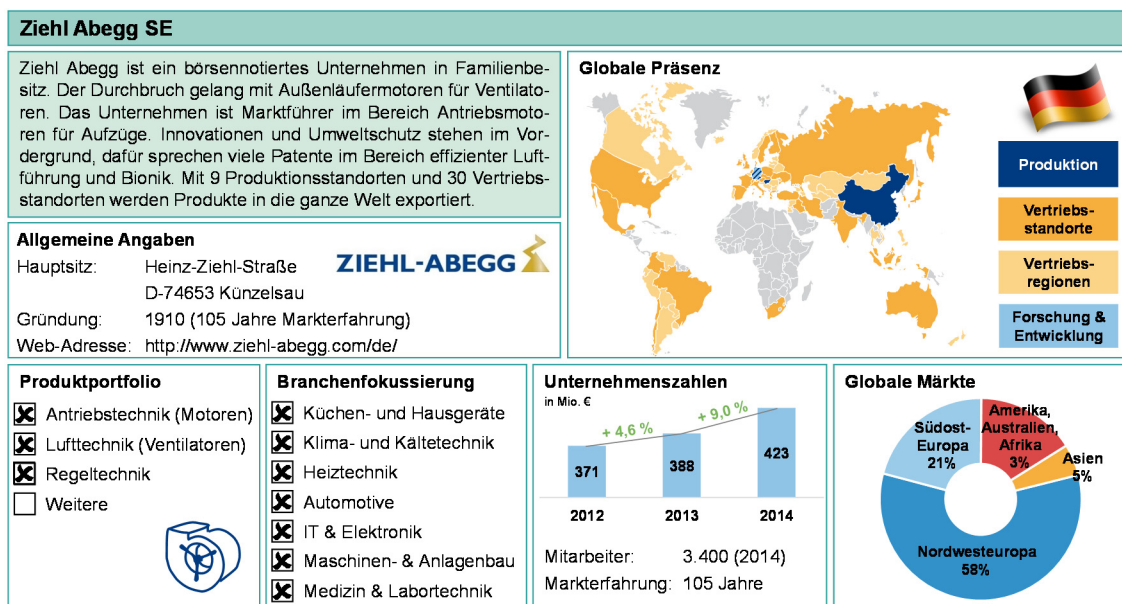 Ziehl Abegg SE
Ziehl Abegg ist ein börsennotiertes Unternehmen in Familienbe-
sitz. Der Durchbruch gelang mit Außenläufermotoren für Ventilato-
ren. Das Unternehmen ist Marktführer im Bereich Antriebsmoto-
ren für Aufzüge. Innovationen und Umweltschutz stehen im Vor-
dergrund, dafür sprechen viele Patente im Bereich effizienter Luft-
führung und Bionik. Mit 9 Produktionsstandorten und 30 Vertriebs-
standorten werden Produkte in die ganze Welt exportiert.
Globale Präsenz
Produktion
Vertriebs-
standorte
Vertriebs-
regionen
Forschung &
Entwicklung
Allgemeine Angaben
Hauptsitz: Heinz-Ziehl-Straße
D-74653 Künzelsau
Gründung: 1910 (105 Jahre Markterfahrung)
Web-Adresse: http://www.ziehl-abegg.com/de/
ZIEHL-ABEGG
Produktportfolio
Antriebstechnik (Motoren)
Lufttechnik (Ventilatoren)
Regeltechnik
Weitere
Branchenfokussierung
Küchen- und Hausgeräte
Klima- und Kältetechnik
Heiztechnik
Automotive
IT & Elektronik
Maschinen- & Anlagenbau
Medizin & Labortechnik
Unternehmenszahlen
in Mio. €
+ 4,6 %
+ 9,0 %
371
388
423
2012
2013
2014
Mitarbeiter: 3.400 (2014)
Markterfahrung: 105 Jahre
Globale Märkte
Südost-
Europa
21%
Amerika,
Australien,
Afrika
3%
Asien
5%
Nordwesteuropa
58%